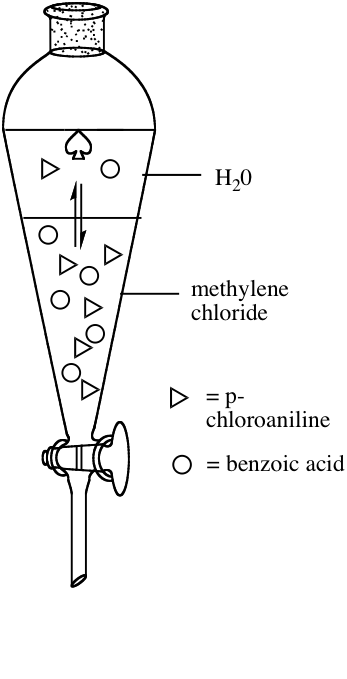 H₂0
methylene
chloride
= p-
chloroaniline
= benzoic acid